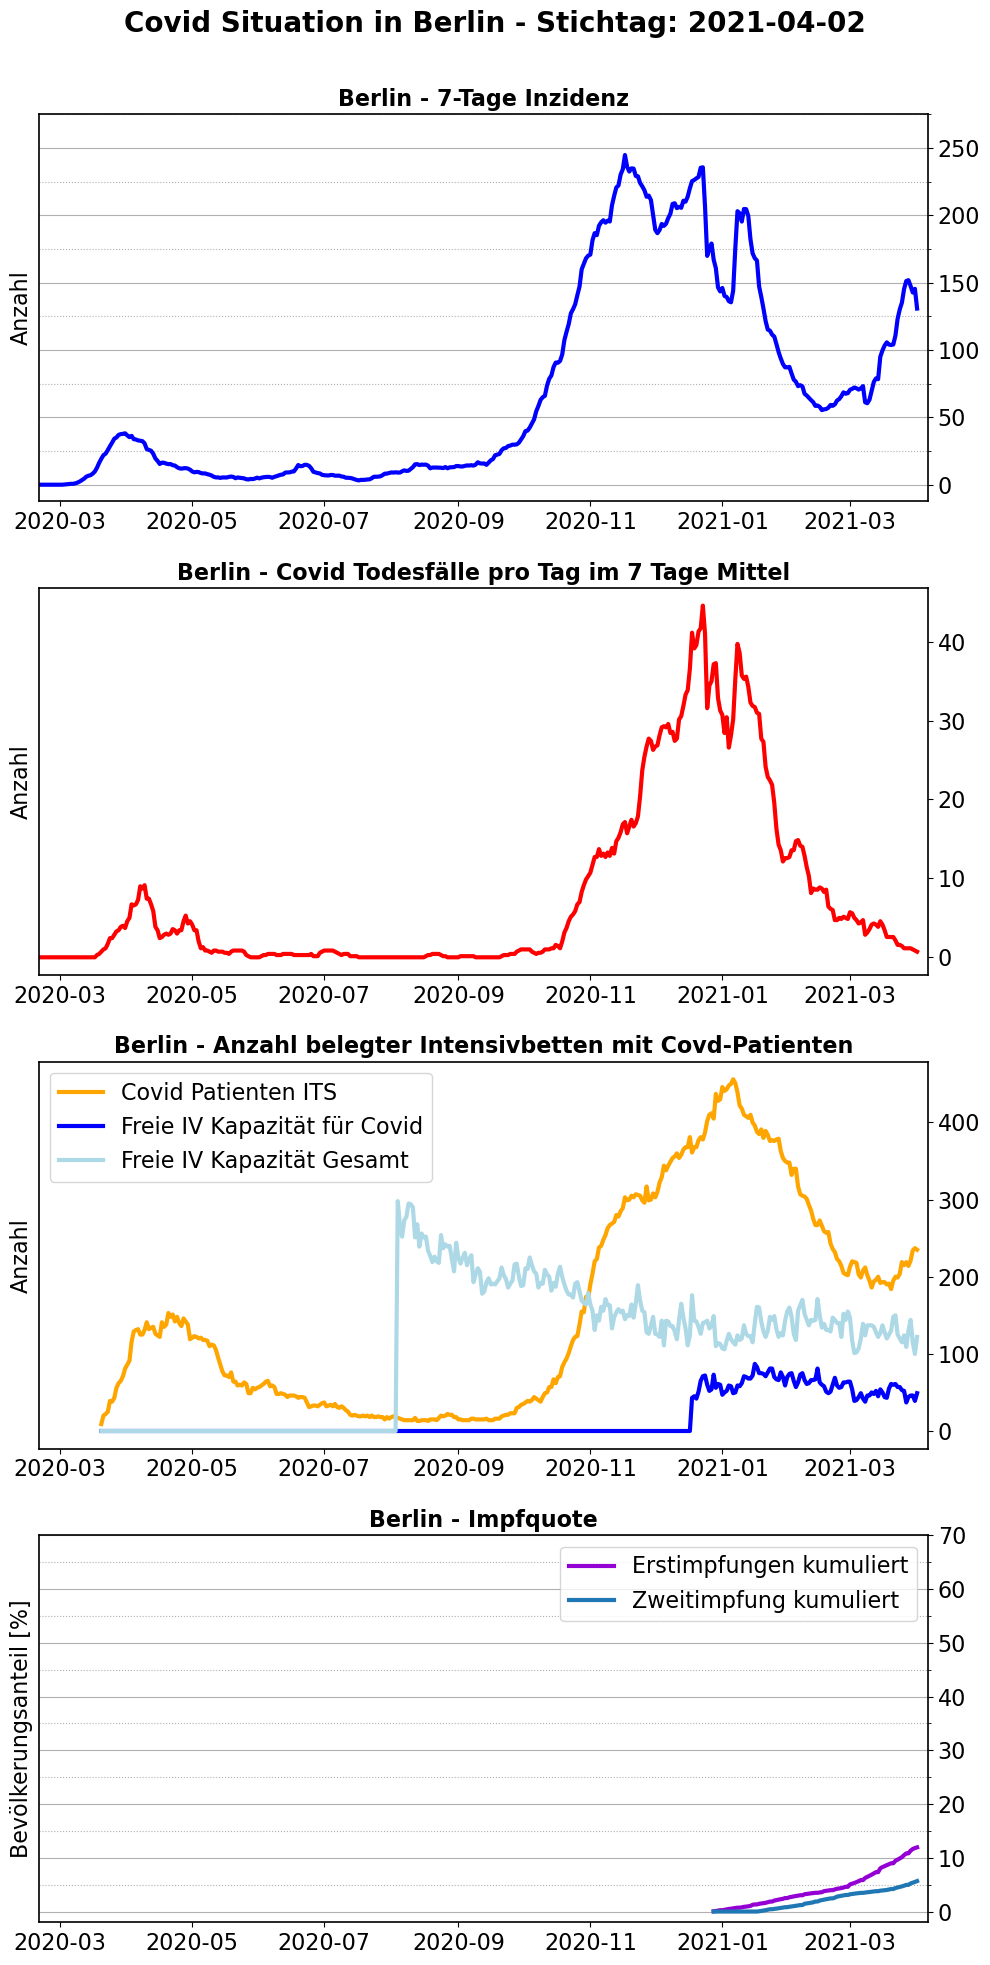 Covid Situation in Berlin - Stichtag: 2021-04-02
Berlin - 7-Tage Inzidenz
Anzahl
250
200
150
100
50
0
2020-03 2020-05 2020-07 2020-09 2020-11 2021-01 2021-03
Berlin - Covid Todesfälle pro Tag im 7 Tage Mittel
Anzahl
40
30
20
10
0
2020-03 2020-05 2020-07 2020-09 2020-11 2021-01 2021-03
Berlin - Anzahl belegter Intensivbetten mit Covd-Patienten
Covid Patienten ITS
Freie IV Kapazität für Covid
Freie IV Kapazität Gesamt
Anzahl
400
300
200
100
0
2020-03 2020-05 2020-07 2020-09 2020-11 2021-01 2021-03
Berlin - Impfquote
Erstimpfungen kumuliert
Zweitimpfung kumuliert
Bevölkerungsanteil [%]
70
60
50
40
30
20
10
0
2020-03 2020-05 2020-07 2020-09 2020-11 2021-01 2021-03